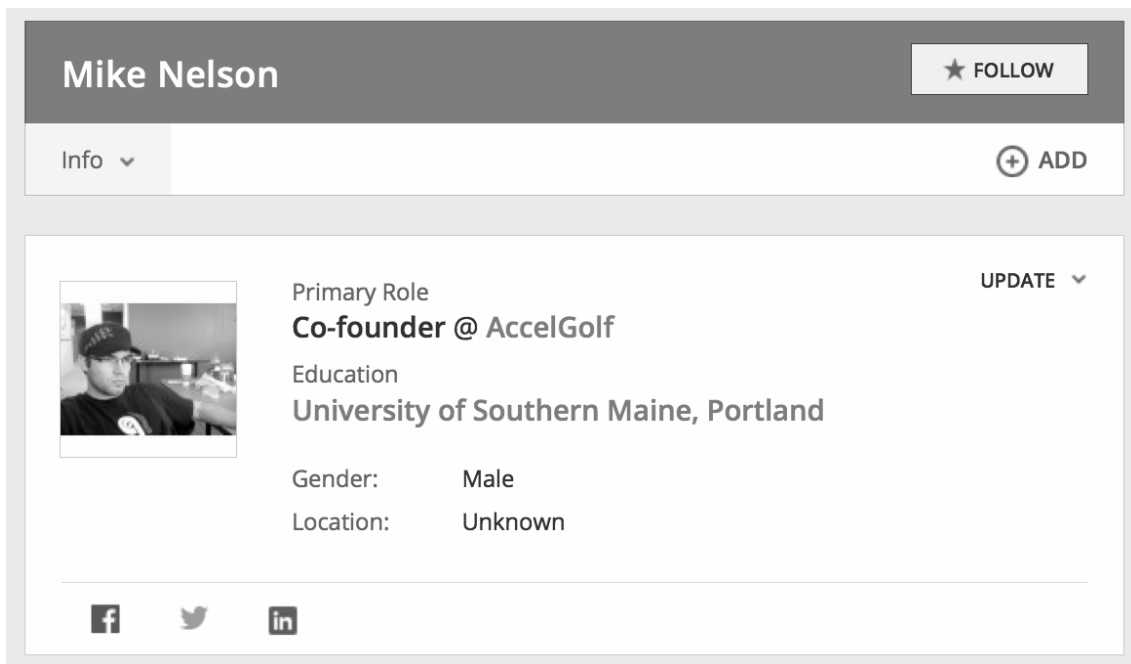 Mike Nelson
FOLLOW
Info
ADD
UPDATE
Primary Role
Co-founder @ AccelGolf
Education
University of Southern Maine, Portland
Gender: Male
Location: Unknown
f
in